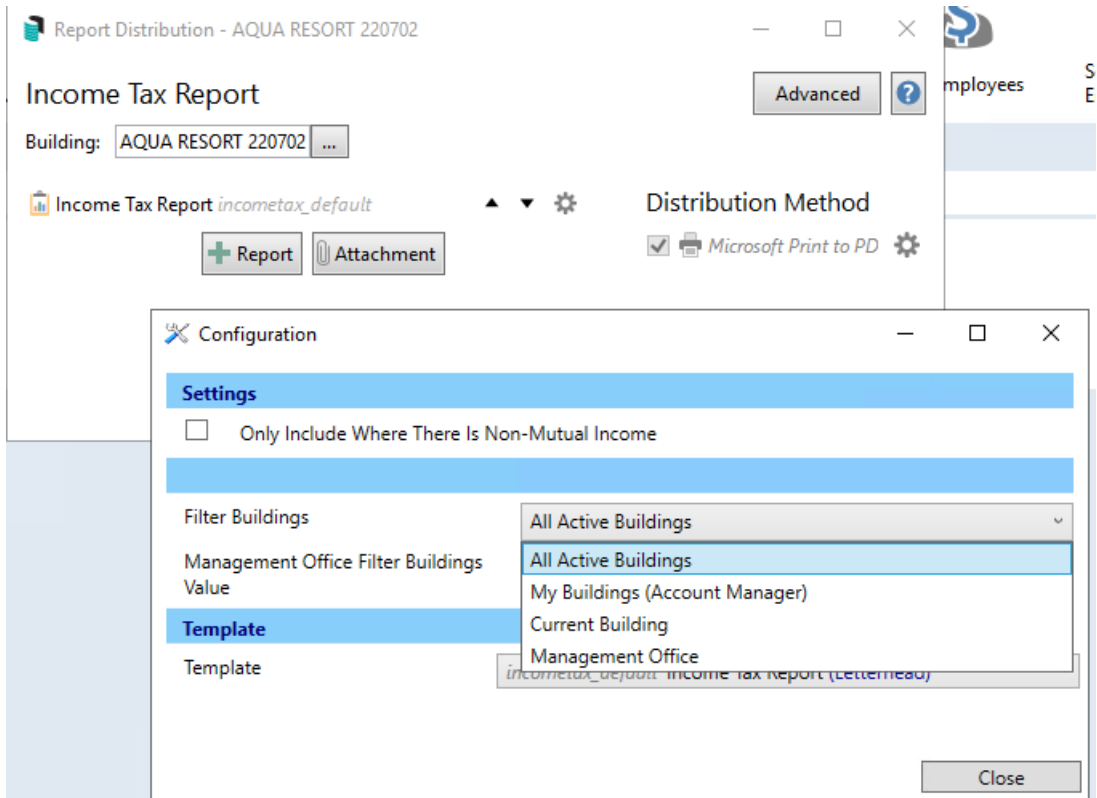 Report Distribution - AQUA RESORT 220702
Income Tax Report
Advanced
?
mployees
S
E
Building:
AQUA RESORT 220702
...
Income Tax Report incometax_default
Distribution Method
Microsoft Print to PD
Report
Attachment
Configuration
Settings
Only Include Where There Is Non-Mutual Income
Filter Buildings
All Active Buildings
Management Office Filter Buildings
Value
All Active Buildings
My Buildings (Account Manager)
Current Building
Management Office
Template
Template
incometax_default Income Tax Report (Letterhead)
Close